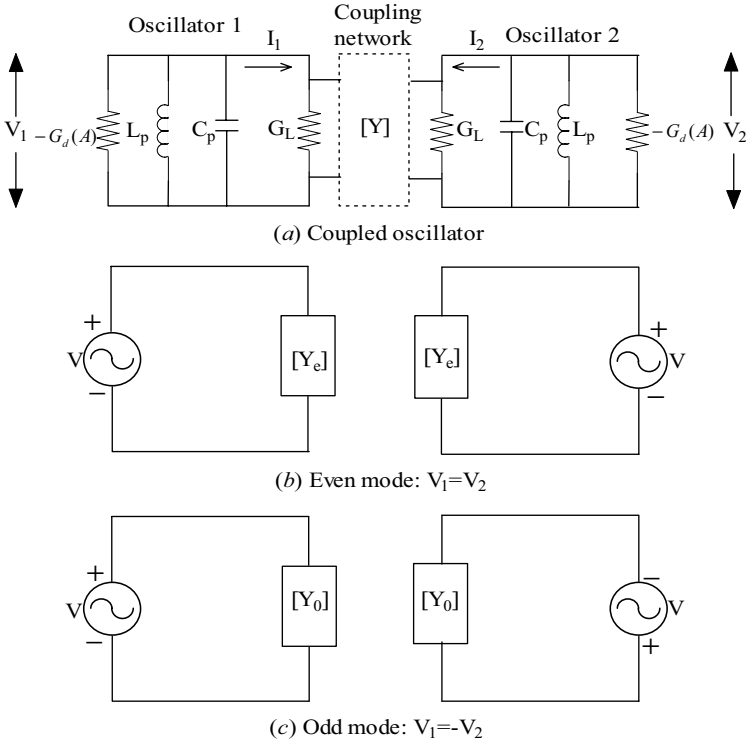 Oscillator 1
Coupling
network
Oscillator 2
I1
I2
V1
−Gd(A)
Lp
Cp
GL
[Y]
GL
Cp
Lp
−Gd(A)
V2
(a) Coupled oscillator
+
V
−
[Ye]
[Ye]
+
V
−
(b) Even mode: V1=V2
+
V
−
[Y0]
[Y0]
−
V
+
(c) Odd mode: V1=-V2